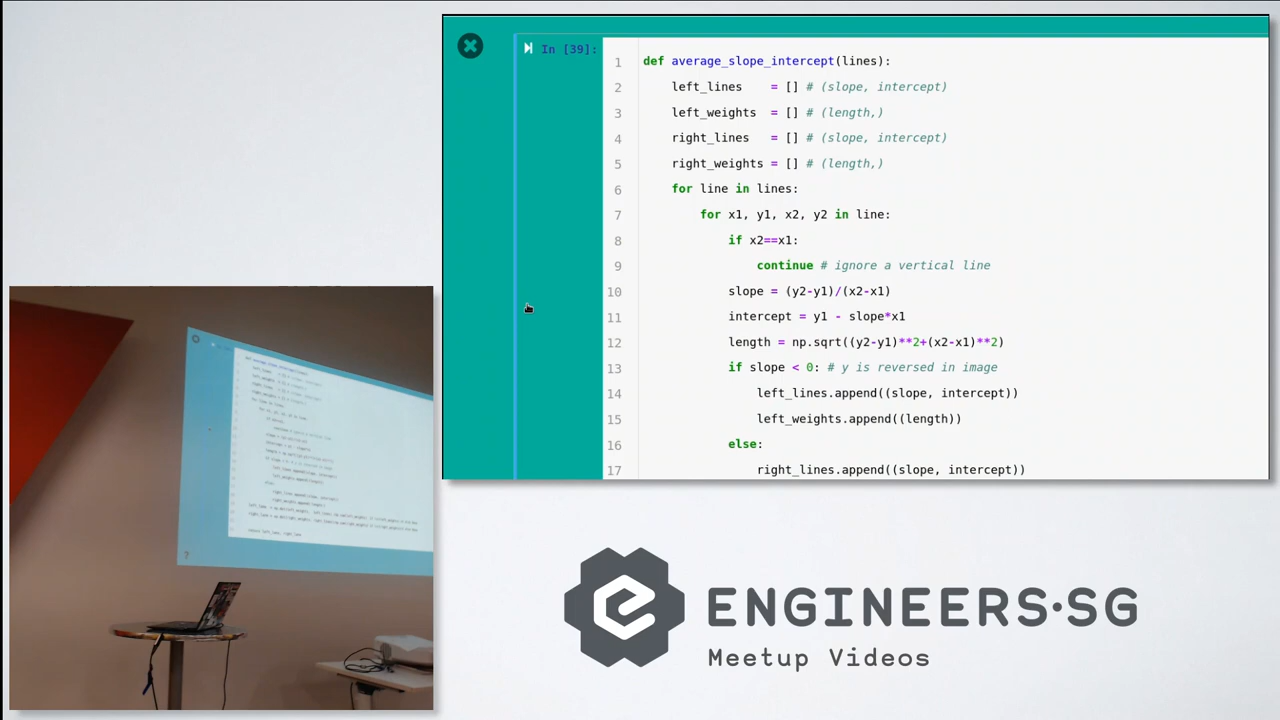 In [39]:
1 def average_slope_intercept(lines):
2 left_lines    = [] # (slope, intercept)
3 left_weights  = [] # (length,)
4 right_lines   = [] # (slope, intercept)
5 right_weights = [] # (length,)
6 for line in lines:
7 for x1, y1, x2, y2 in line:
8 if x2==x1:
9 continue # ignore a vertical line
10 slope = (y2-y1)/(x2-x1)
11 intercept = y1 - slope*x1
12 length = np.sqrt((y2-y1)**2+(x2-x1)**2)
13 if slope < 0: # y is reversed in image
14 left_lines.append((slope, intercept))
15 left_weights.append((length))
16 else:
17 right_lines.append((slope, intercept))
ENGINEERS·SG
Meetup Videos